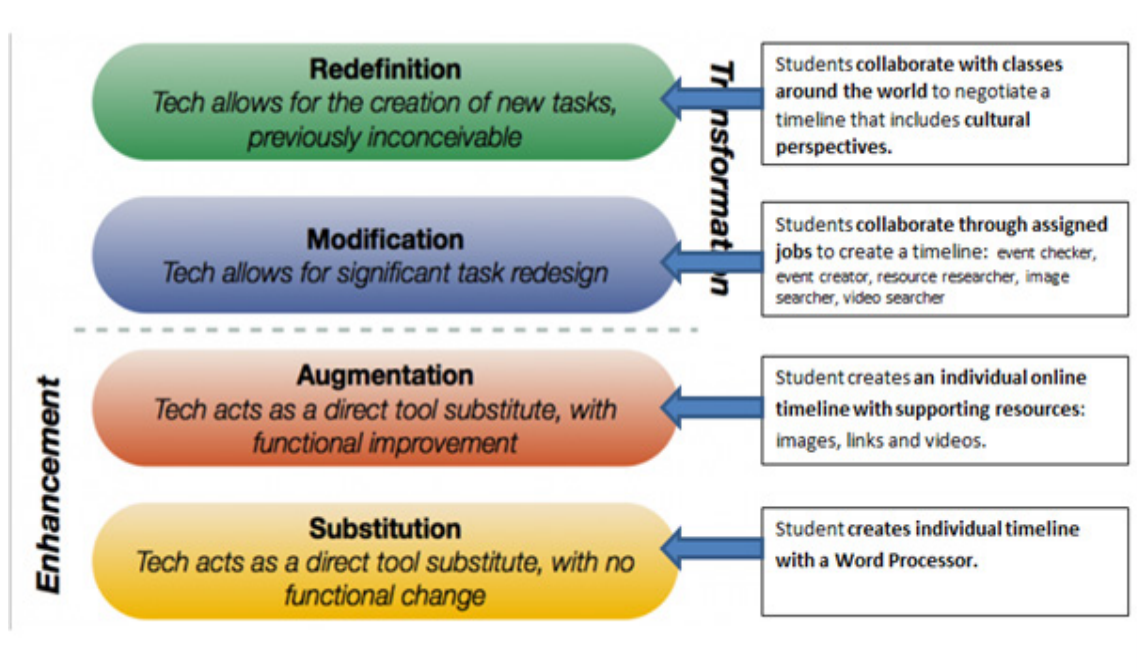 Redefinition
Tech allows for the creation of new tasks,
previously inconceivable
Transformation
Students collaborate with classes
around the world to negotiate a
timeline that includes cultural
perspectives.
Modification
Tech allows for significant task redesign
Students collaborate through assigned
jobs to create a timeline: event checker,
event creator, resource researcher, image
searcher, video searcher
Enhancement
Augmentation
Tech acts as a direct tool substitute, with
functional improvement
Student creates an individual online
timeline with supporting resources:
images, links and videos.
Substitution
Tech acts as a direct tool substitute, with no
functional change
Student creates individual timeline
with a Word Processor.